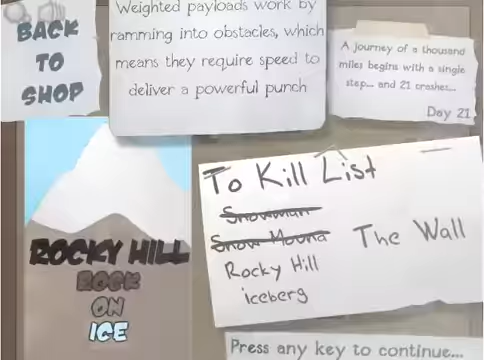 BACK
TO
SHOP
Weighted payloads work by
ramming into obstacles, which
means they require speed to
deliver a powerful punch
A journey of a thousand
miles begins with a single
step... and 21 crashes...
Day 21
To Kill List
Snowman
Snow Mound
Rocky Hill
iceberg
The Wall
ROCKY HILL
ROCK
ON
ICE
Press any key to continue...